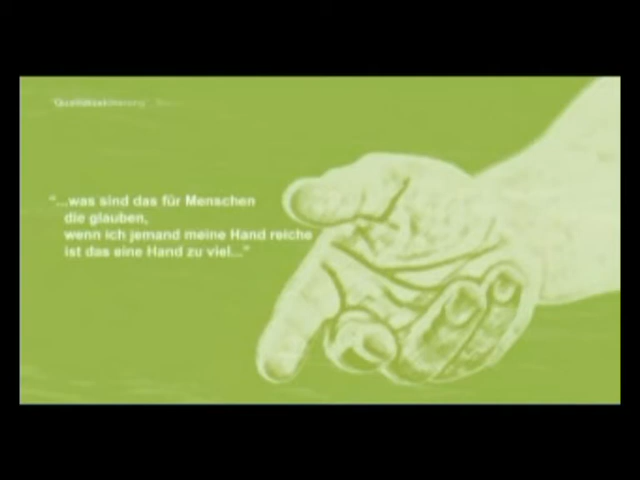 "...was sind das für Menschen
die glauben,
wenn ich jemand meine Hand reiche
ist das eine Hand zu viel..."